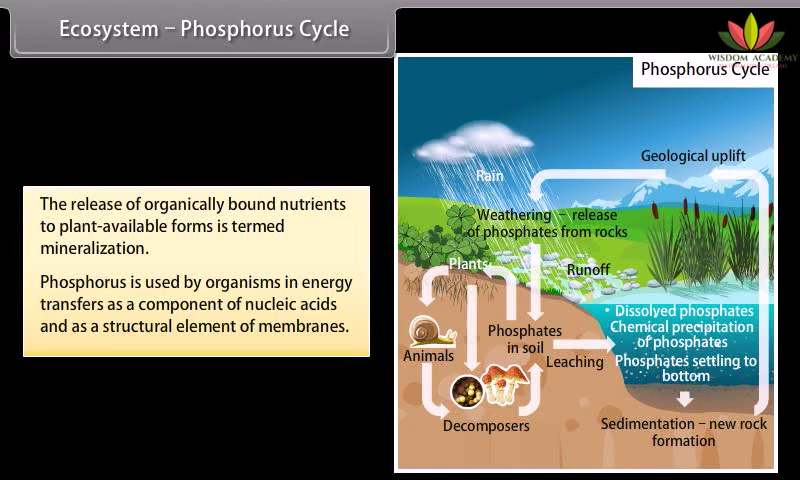 Ecosystem – Phosphorus Cycle
WISDOM ACADEMY
Phosphorus Cycle
The release of organically bound nutrients
to plant-available forms is termed
mineralization.
Phosphorus is used by organisms in energy
transfers as a component of nucleic acids
and as a structural element of membranes.
Geological uplift
Rain
Weathering – release
of phosphates from rocks
Plants
Runoff
• Dissolyed phosphates
Chemical precipitation
of phosphates
Phosphates settling to
bottom
Phosphates
in soil
Leaching
Animals
Decomposers
Sedimentation – new rock
formation